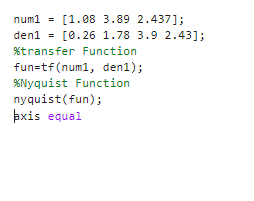 num1 = [1.08 3.89 2.437];
den1 = [0.26 1.78 3.9 2.43];
%transfer Function
fun=tf(num1, den1);
%Nyquist Function
nyquist(fun);
axis equal